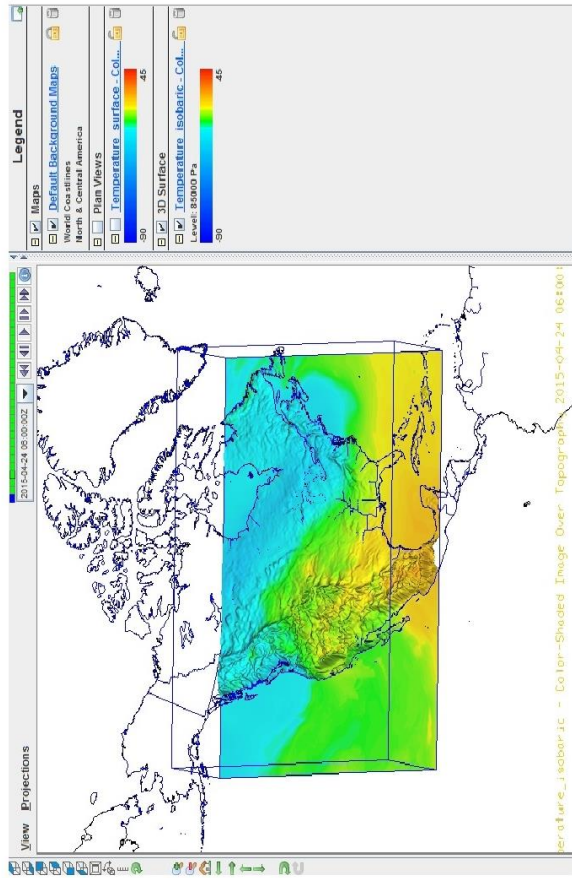 View Projections
2015-04-24 06:00:00Z
Legend
Maps
Default Background Maps
World Coastlines
North & Central America
Plan Views
Temperature_surface - Col...
-90 45
3D Surface
Temperature_isobaric - Col...
Level: 85000 Pa
-90 -45
perature_isobaric - Color-Shaded Image Over Topography 2015-04-24 06:00: